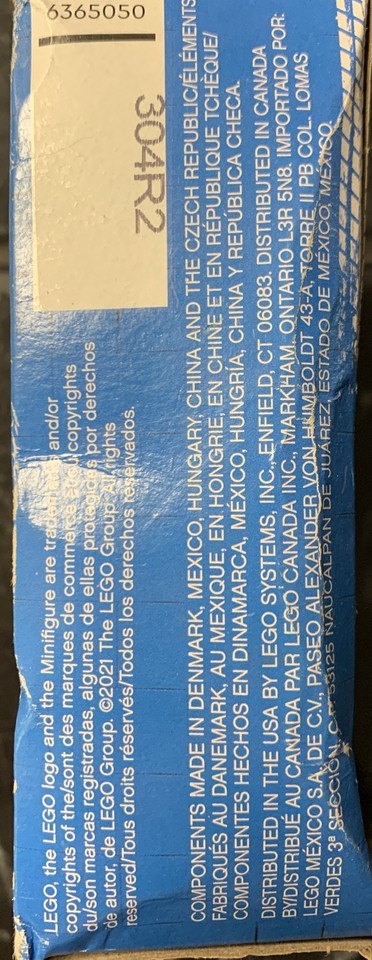 6365050
304R2
LEGO, the LEGO logo and the Minifigure are and/or
copyrights of the/sont des marques de commerce copyrights
du/son marcas registradas, algunas de ellas protegidas por derechos
de autor, de LEGO Group. ©2021 The LEGO Group. All rights
reserved/Tous droits réservés/Todos los derechos reservados.
COMPONENTS MADE IN DENMARK, MEXICO, HUNGARY, CHINA AND THE CZECH REPUBLIC/ÉLÉMENTS
FABRIQUÉS AU DANEMARK, AU MEXIQUE, EN HONGRIE, EN CHINE ET EN RÉPUBLIQUE TCHÈQUE/
COMPONENTES HECHOS EN DINAMARCA, MÉXICO, HUNGRÍA, CHINA Y REPÚBLICA CHECA.
DISTRIBUTED IN THE USA BY LEGO SYSTEMS, INC., ENFIELD, CT 06083. DISTRIBUTED IN CANADA
BY/DISTRIBUÉ AU CANADA PAR LEGO CANADA INC., MARKHAM, ONTARIO L3R 5N8. IMPORTADO POR:
LEGO MÉXICO S.A. DE C.V., PASEO ALEXANDER VON HUMBOLDT 43-A, TORRE II PB COL. LOMAS
VERDES 3ª SECCIÓN, C.P. 53125 NAUCALPAN DE JUÁREZ, ESTADO DE MÉXICO, MÉXICO.